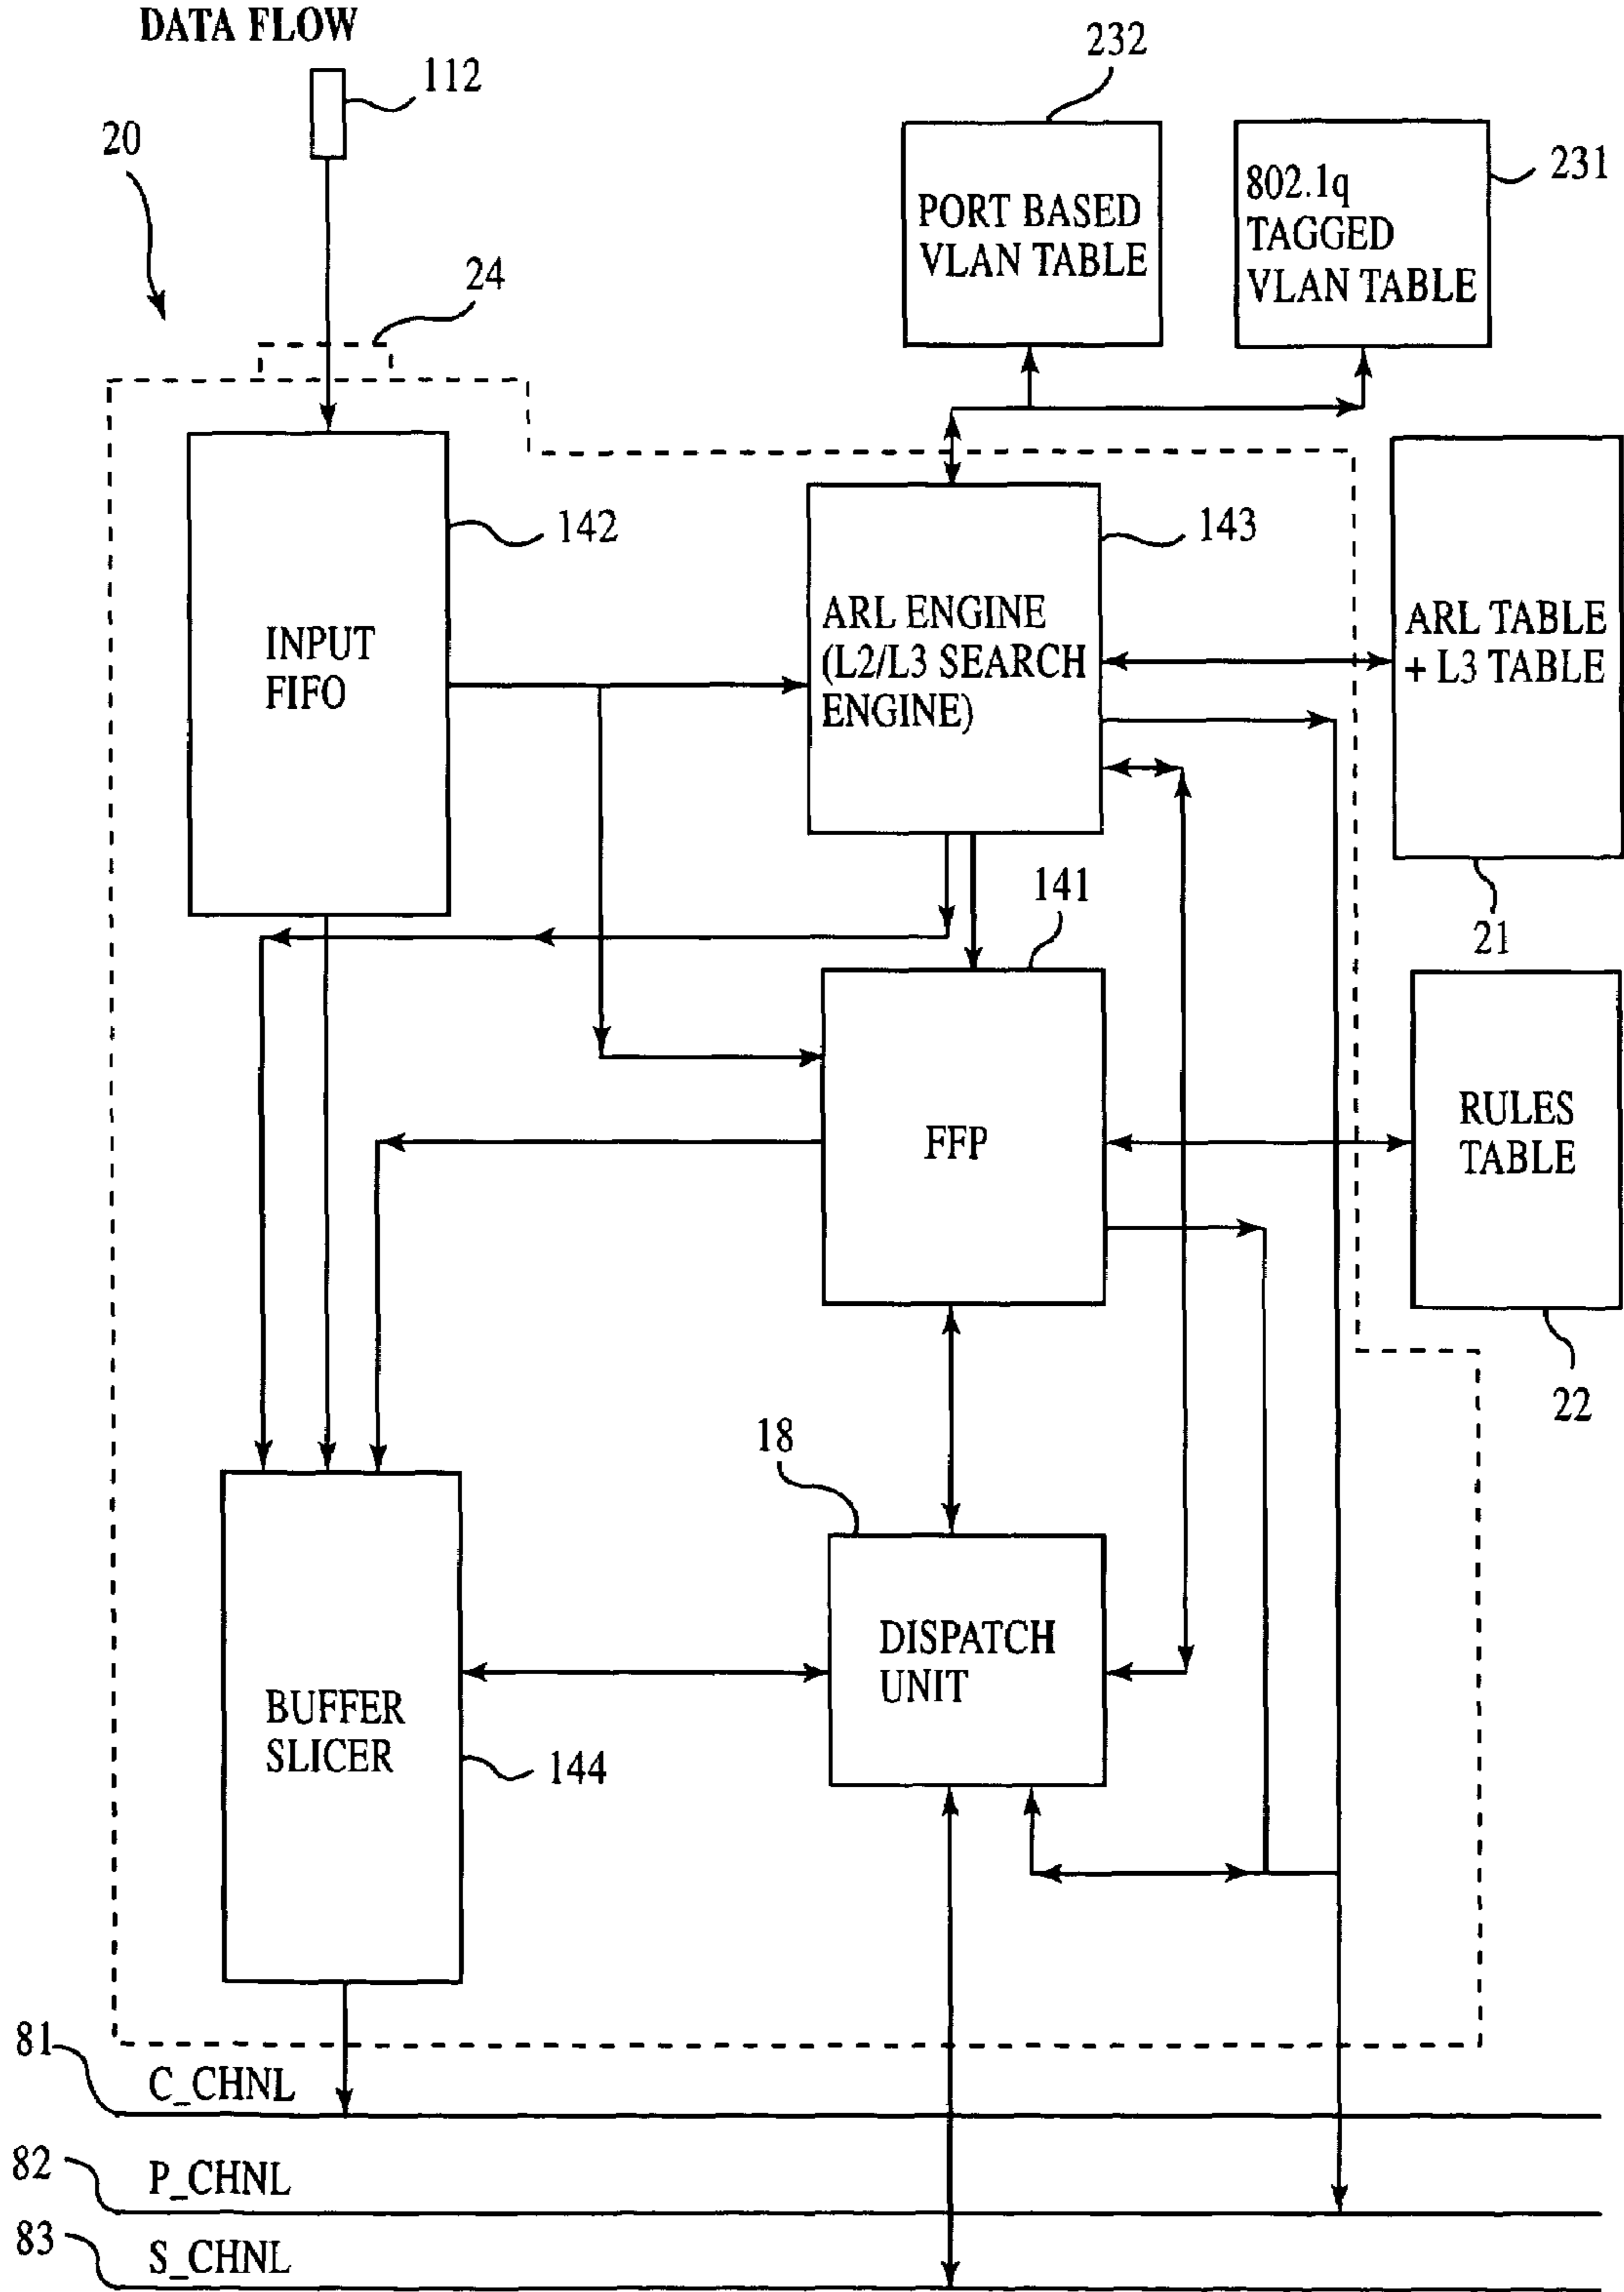 DATA FLOW
112
20
24
232
231
PORT BASED
VLAN TABLE
802.1q
TAGGED
VLAN TABLE
142
143
INPUT
FIFO
ARL ENGINE
(L2/L3 SEARCH
ENGINE)
ARL TABLE
+ L3 TABLE
21
141
FFP
RULES
TABLE
22
18
DISPATCH
UNIT
BUFFER
SLICER
144
81
C_CHNL
82
P_CHNL
83
S_CHNL